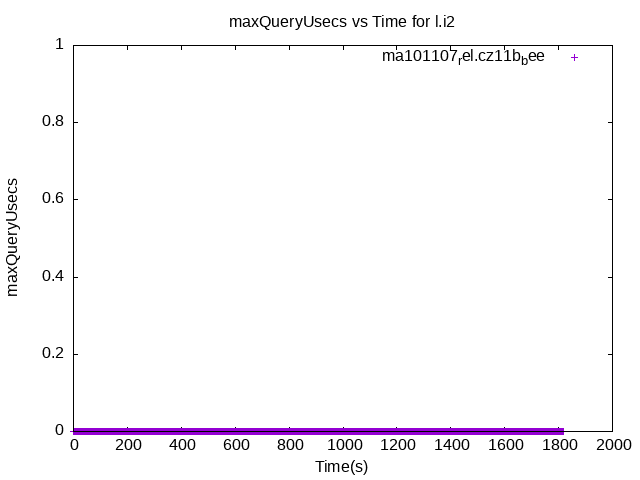 maxQueryUsecs vs Time for l.i2
ma101107rel.cz11bbee
maxQueryUsecs
1
0.8
0.6
0.4
0.2
0
0 200 400 600 800 1000 1200 1400 1600 1800 2000
Time(s)